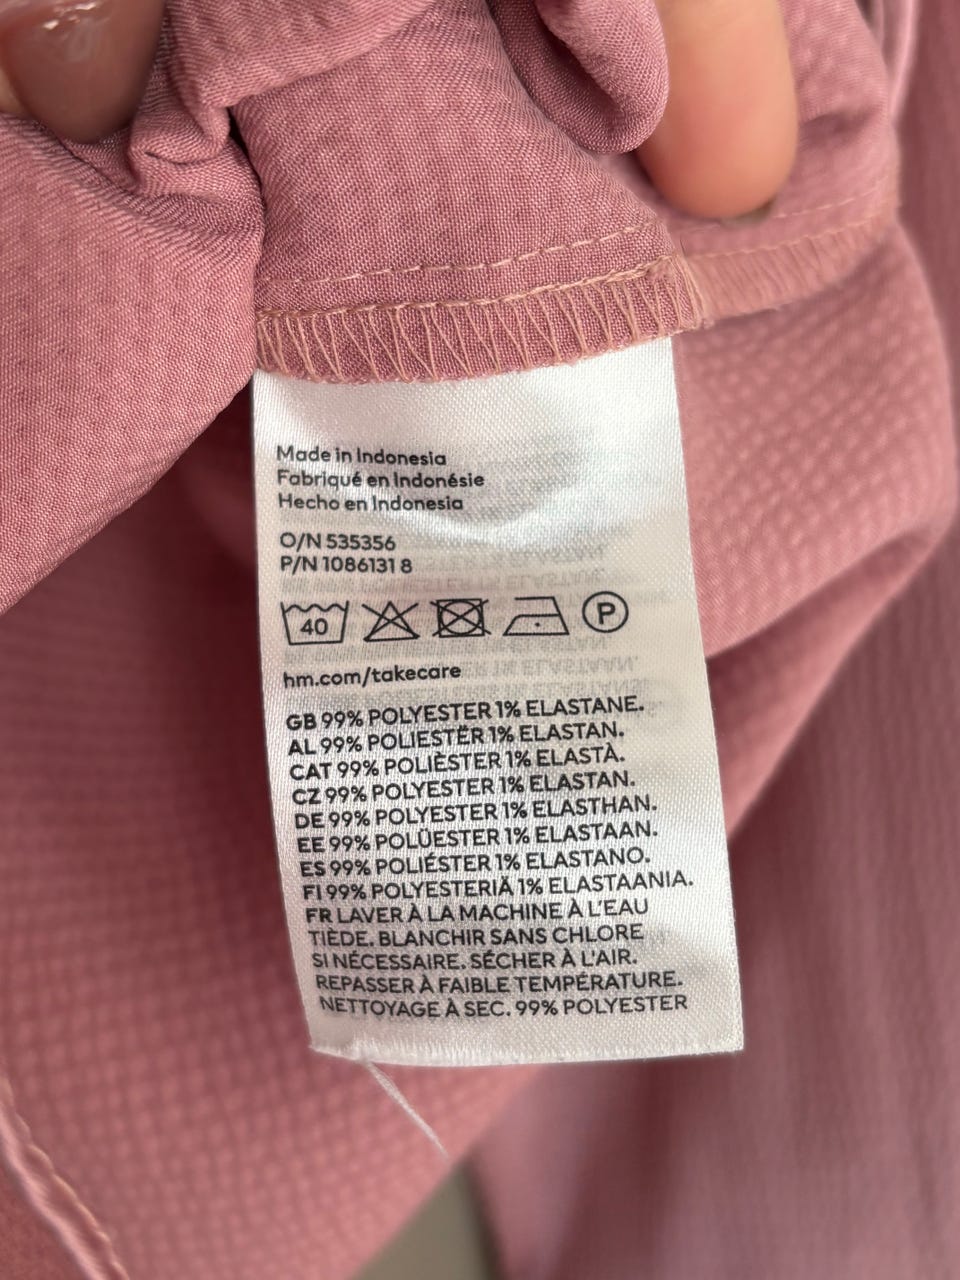 Made in Indonesia
Fabriqué en Indonésie
Hecho en Indonesia
O/N 535356
P/N 1086131 8
40
P
hm.com/takecare
GB 99% POLYESTER 1% ELASTANE.
AL 99% POLIESTËR 1% ELASTAN.
CAT 99% POLIÈSTER 1% ELASTÀ.
CZ 99% POLYESTER 1% ELASTAN.
DE 99% POLYESTER 1% ELASTHAN.
EE 99% POLÜESTER 1% ELASTAAN.
ES 99% POLIÉSTER 1% ELASTANO.
FI 99% POLYESTERIÄ 1% ELASTAANIA.
FR LAVER À LA MACHINE À L'EAU
TIÈDE. BLANCHIR SANS CHLORE
SI NÉCESSAIRE. SÉCHER À L'AIR.
REPASSER À FAIBLE TEMPÉRATURE.
NETTOYAGE À SEC. 99% POLYESTER